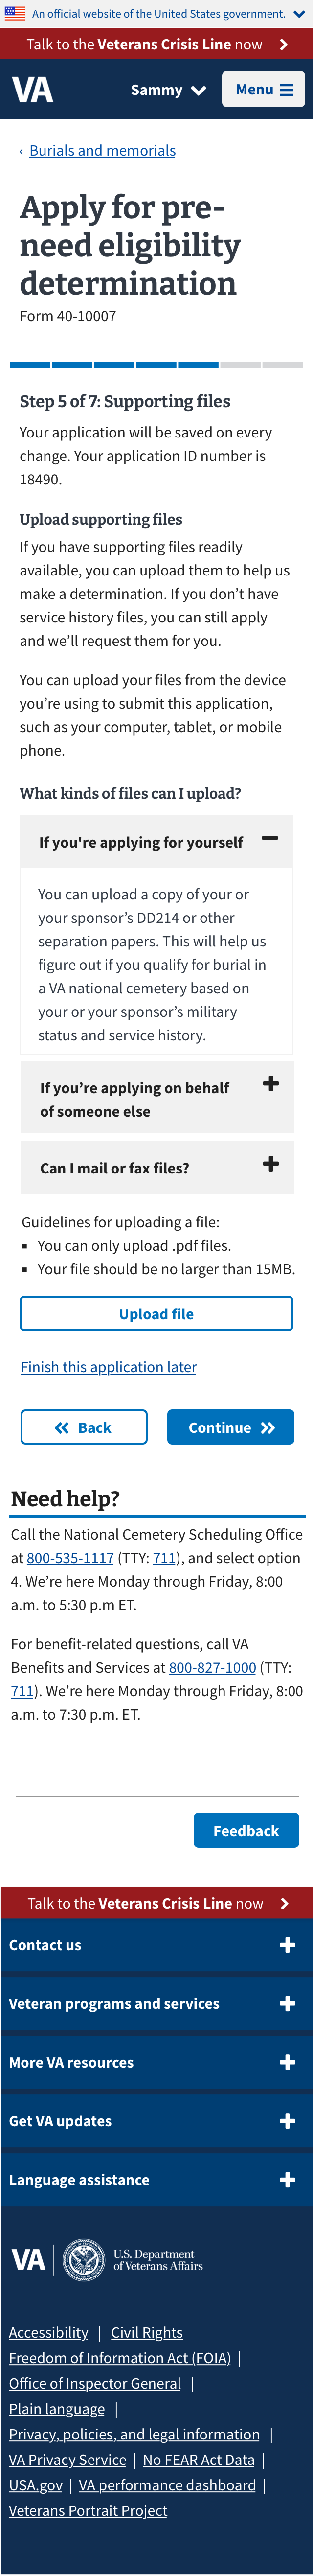 An official website of the United States government.
Talk to the Veterans Crisis Line now
VA
Sammy
Menu
‹ Burials and memorials
Apply for pre-
need eligibility
determination
Form 40-10007
Step 5 of 7: Supporting files
Your application will be saved on every
change. Your application ID number is
18490.
Upload supporting files
If you have supporting files readily
available, you can upload them to help us
make a determination. If you don’t have
service history files, you can still apply
and we’ll request them for you.
You can upload your files from the device
you’re using to submit this application,
such as your computer, tablet, or mobile
phone.
What kinds of files can I upload?
If you're applying for yourself
You can upload a copy of your or
your sponsor’s DD214 or other
separation papers. This will help us
figure out if you qualify for burial in
a VA national cemetery based on
your or your sponsor’s military
status and service history.
If you’re applying on behalf
of someone else
Can I mail or fax files?
Guidelines for uploading a file:
▪ You can only upload .pdf files.
▪ Your file should be no larger than 15MB.
Upload file
Finish this application later
Back
Continue
Need help?
Call the National Cemetery Scheduling Office
at 800-535-1117 (TTY: 711), and select option
4. We’re here Monday through Friday, 8:00
a.m. to 5:30 p.m ET.
For benefit-related questions, call VA
Benefits and Services at 800-827-1000 (TTY:
711). We’re here Monday through Friday, 8:00
a.m. to 7:30 p.m. ET.
Feedback
Talk to the Veterans Crisis Line now
Contact us
Veteran programs and services
More VA resources
Get VA updates
Language assistance
VA
U.S. Department
of Veterans Affairs
Accessibility | Civil Rights
Freedom of Information Act (FOIA) |
Office of Inspector General |
Plain language |
Privacy, policies, and legal information |
VA Privacy Service | No FEAR Act Data |
USA.gov | VA performance dashboard |
Veterans Portrait Project